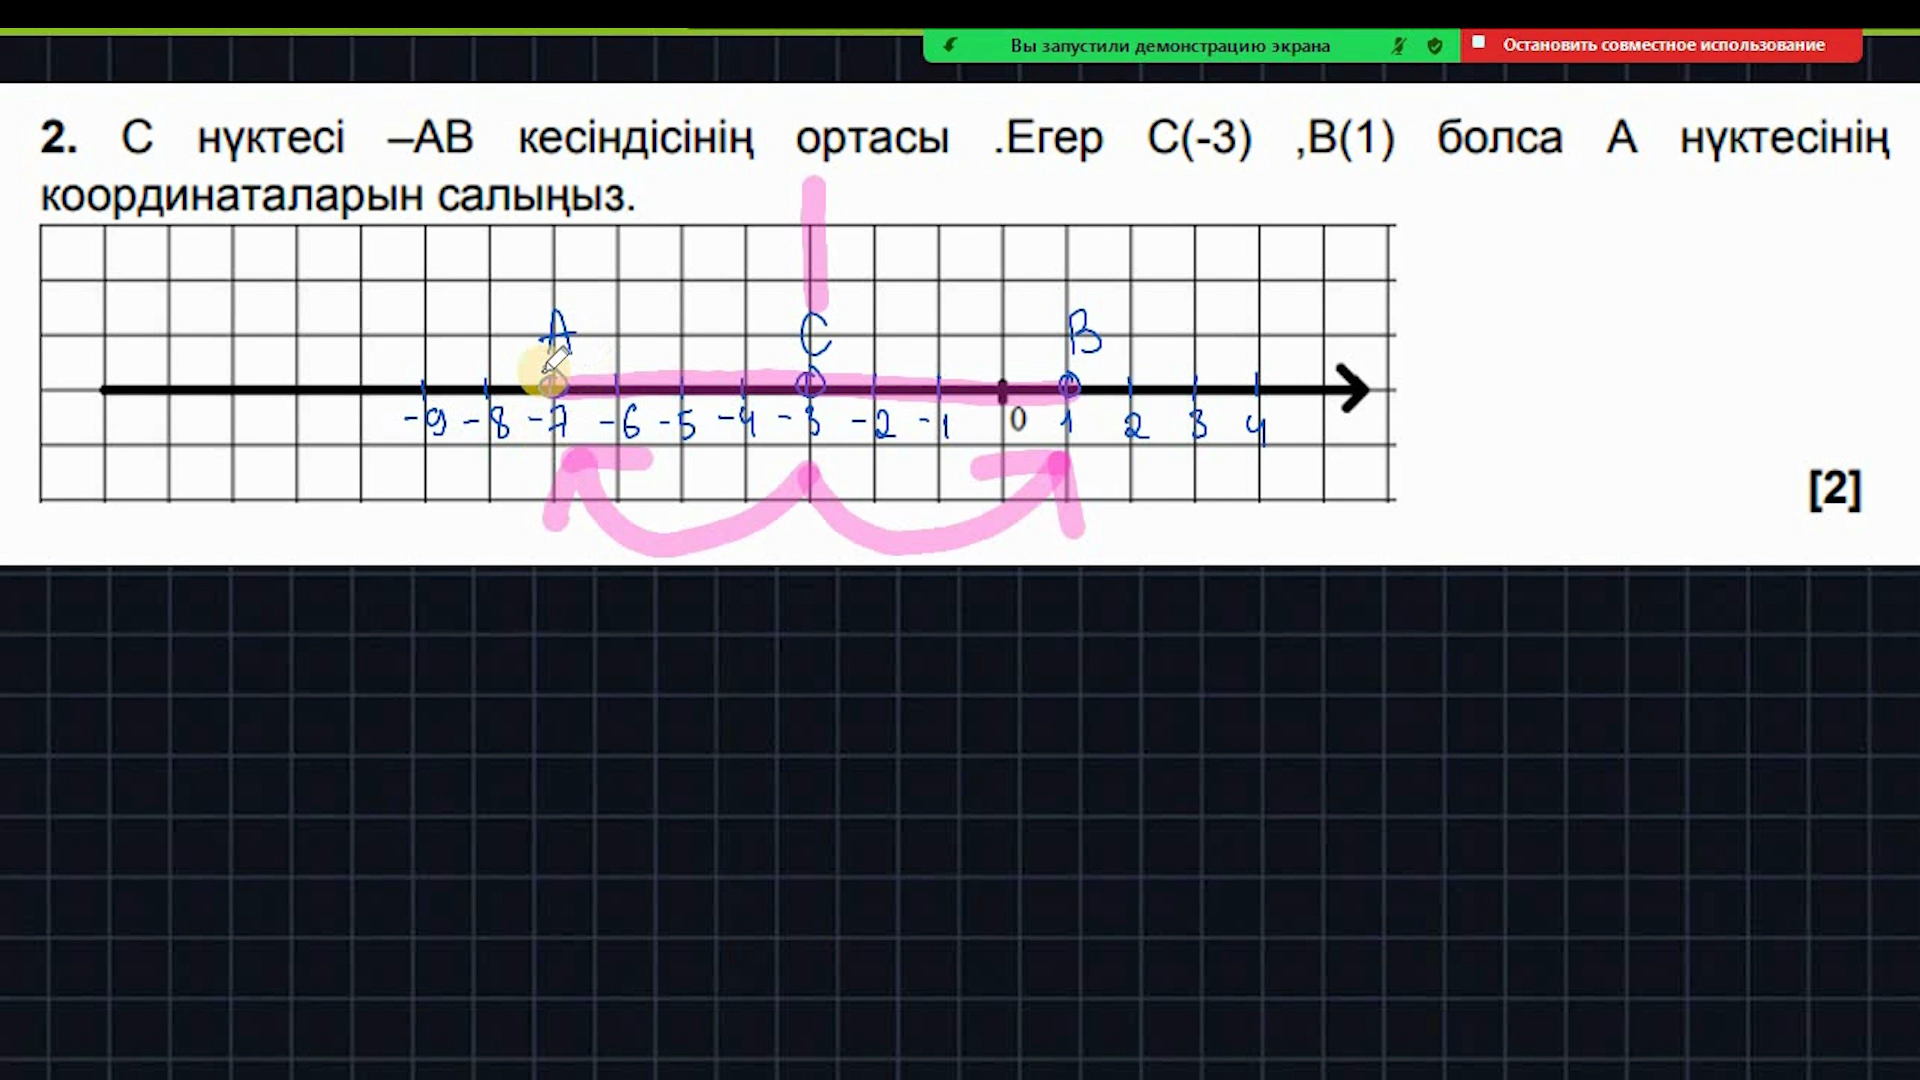 Вы запустили демонстрацию экрана
Остановить совместное использование
2. С нүктесі –АВ кесіндісінің ортасы .Егер С(-3) ,В(1) болса А нүктесінің
координаталарын салыңыз.
A C B
-9 -8 -7 -6 -5 -4 -3 -2 -1 0 1 2 3 4
[2]